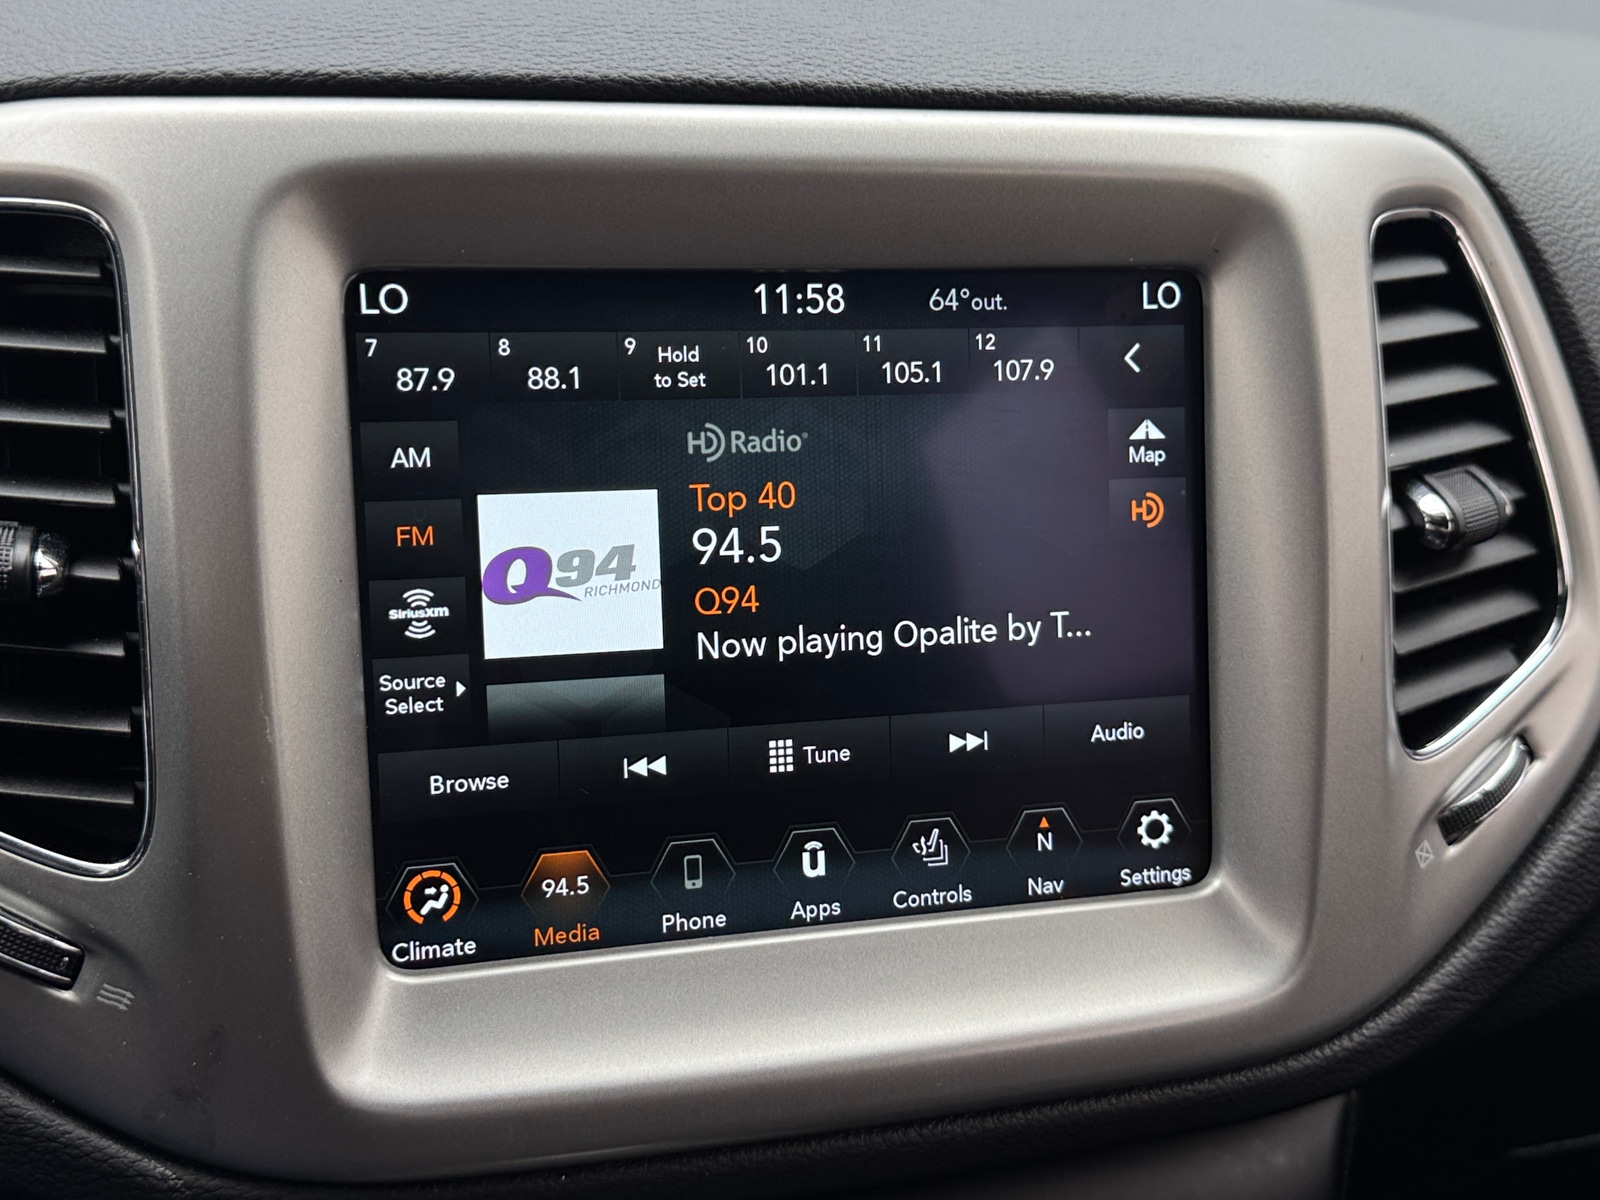 LO 11:58 64°out. LO
7 87.9 8 88.1 9 Hold to Set 10 101.1 11 105.1 12 107.9
HD Radio®
AM
Map
Top 40
94.5
FM
HD
Q94
RICHMOND
Q94
SiriusXM
Now playing Opalite by T...
Source
Select
Browse Tune Audio
94.5 u N
Climate Media Phone Apps Controls Nav Settings